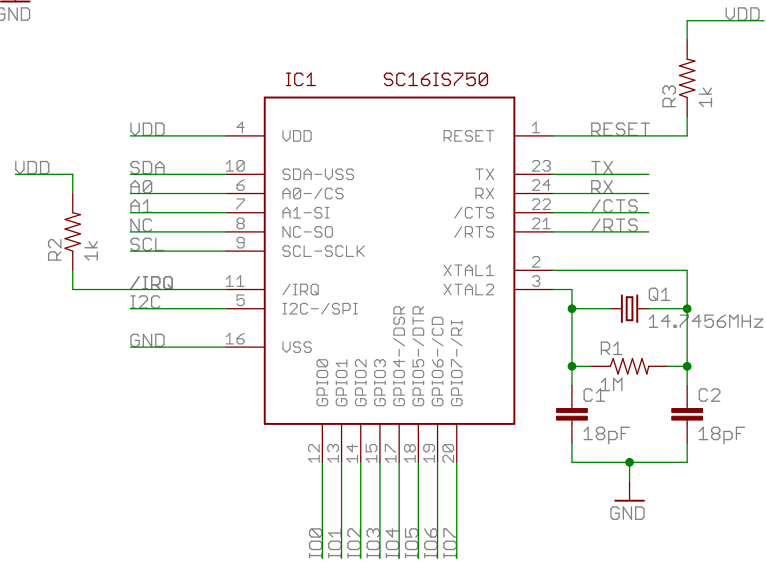 GND
VDD
IC1 SC16IS750
R3
1k
VDD 4 VDD RESET 1 RESET
VDD
SDA 10 SDA-VSS TX 23 TX
A0 6 A0-/CS RX 24 RX
A1 7 A1-SI /CTS 22 /CTS
NC 8 NC-SO /RTS 21 /RTS
SCL 9 SCL-SCLK
R2
1k
XTAL1 2
/IRQ 11 /IRQ XTAL2 3
I2C 5 I2C-/SPI
Q1
14.7456MHz
GND 16 VSS
R1
1M
GPIO0
GPIO1
GPIO2
GPIO3
GPIO4-/DSR
GPIO5-/DTR
GPIO6-/CD
GPIO7-/RI
C1
18pF
C2
18pF
12
13
14
15
17
18
19
20
GND
IO0
IO1
IO2
IO3
IO4
IO5
IO6
IO7